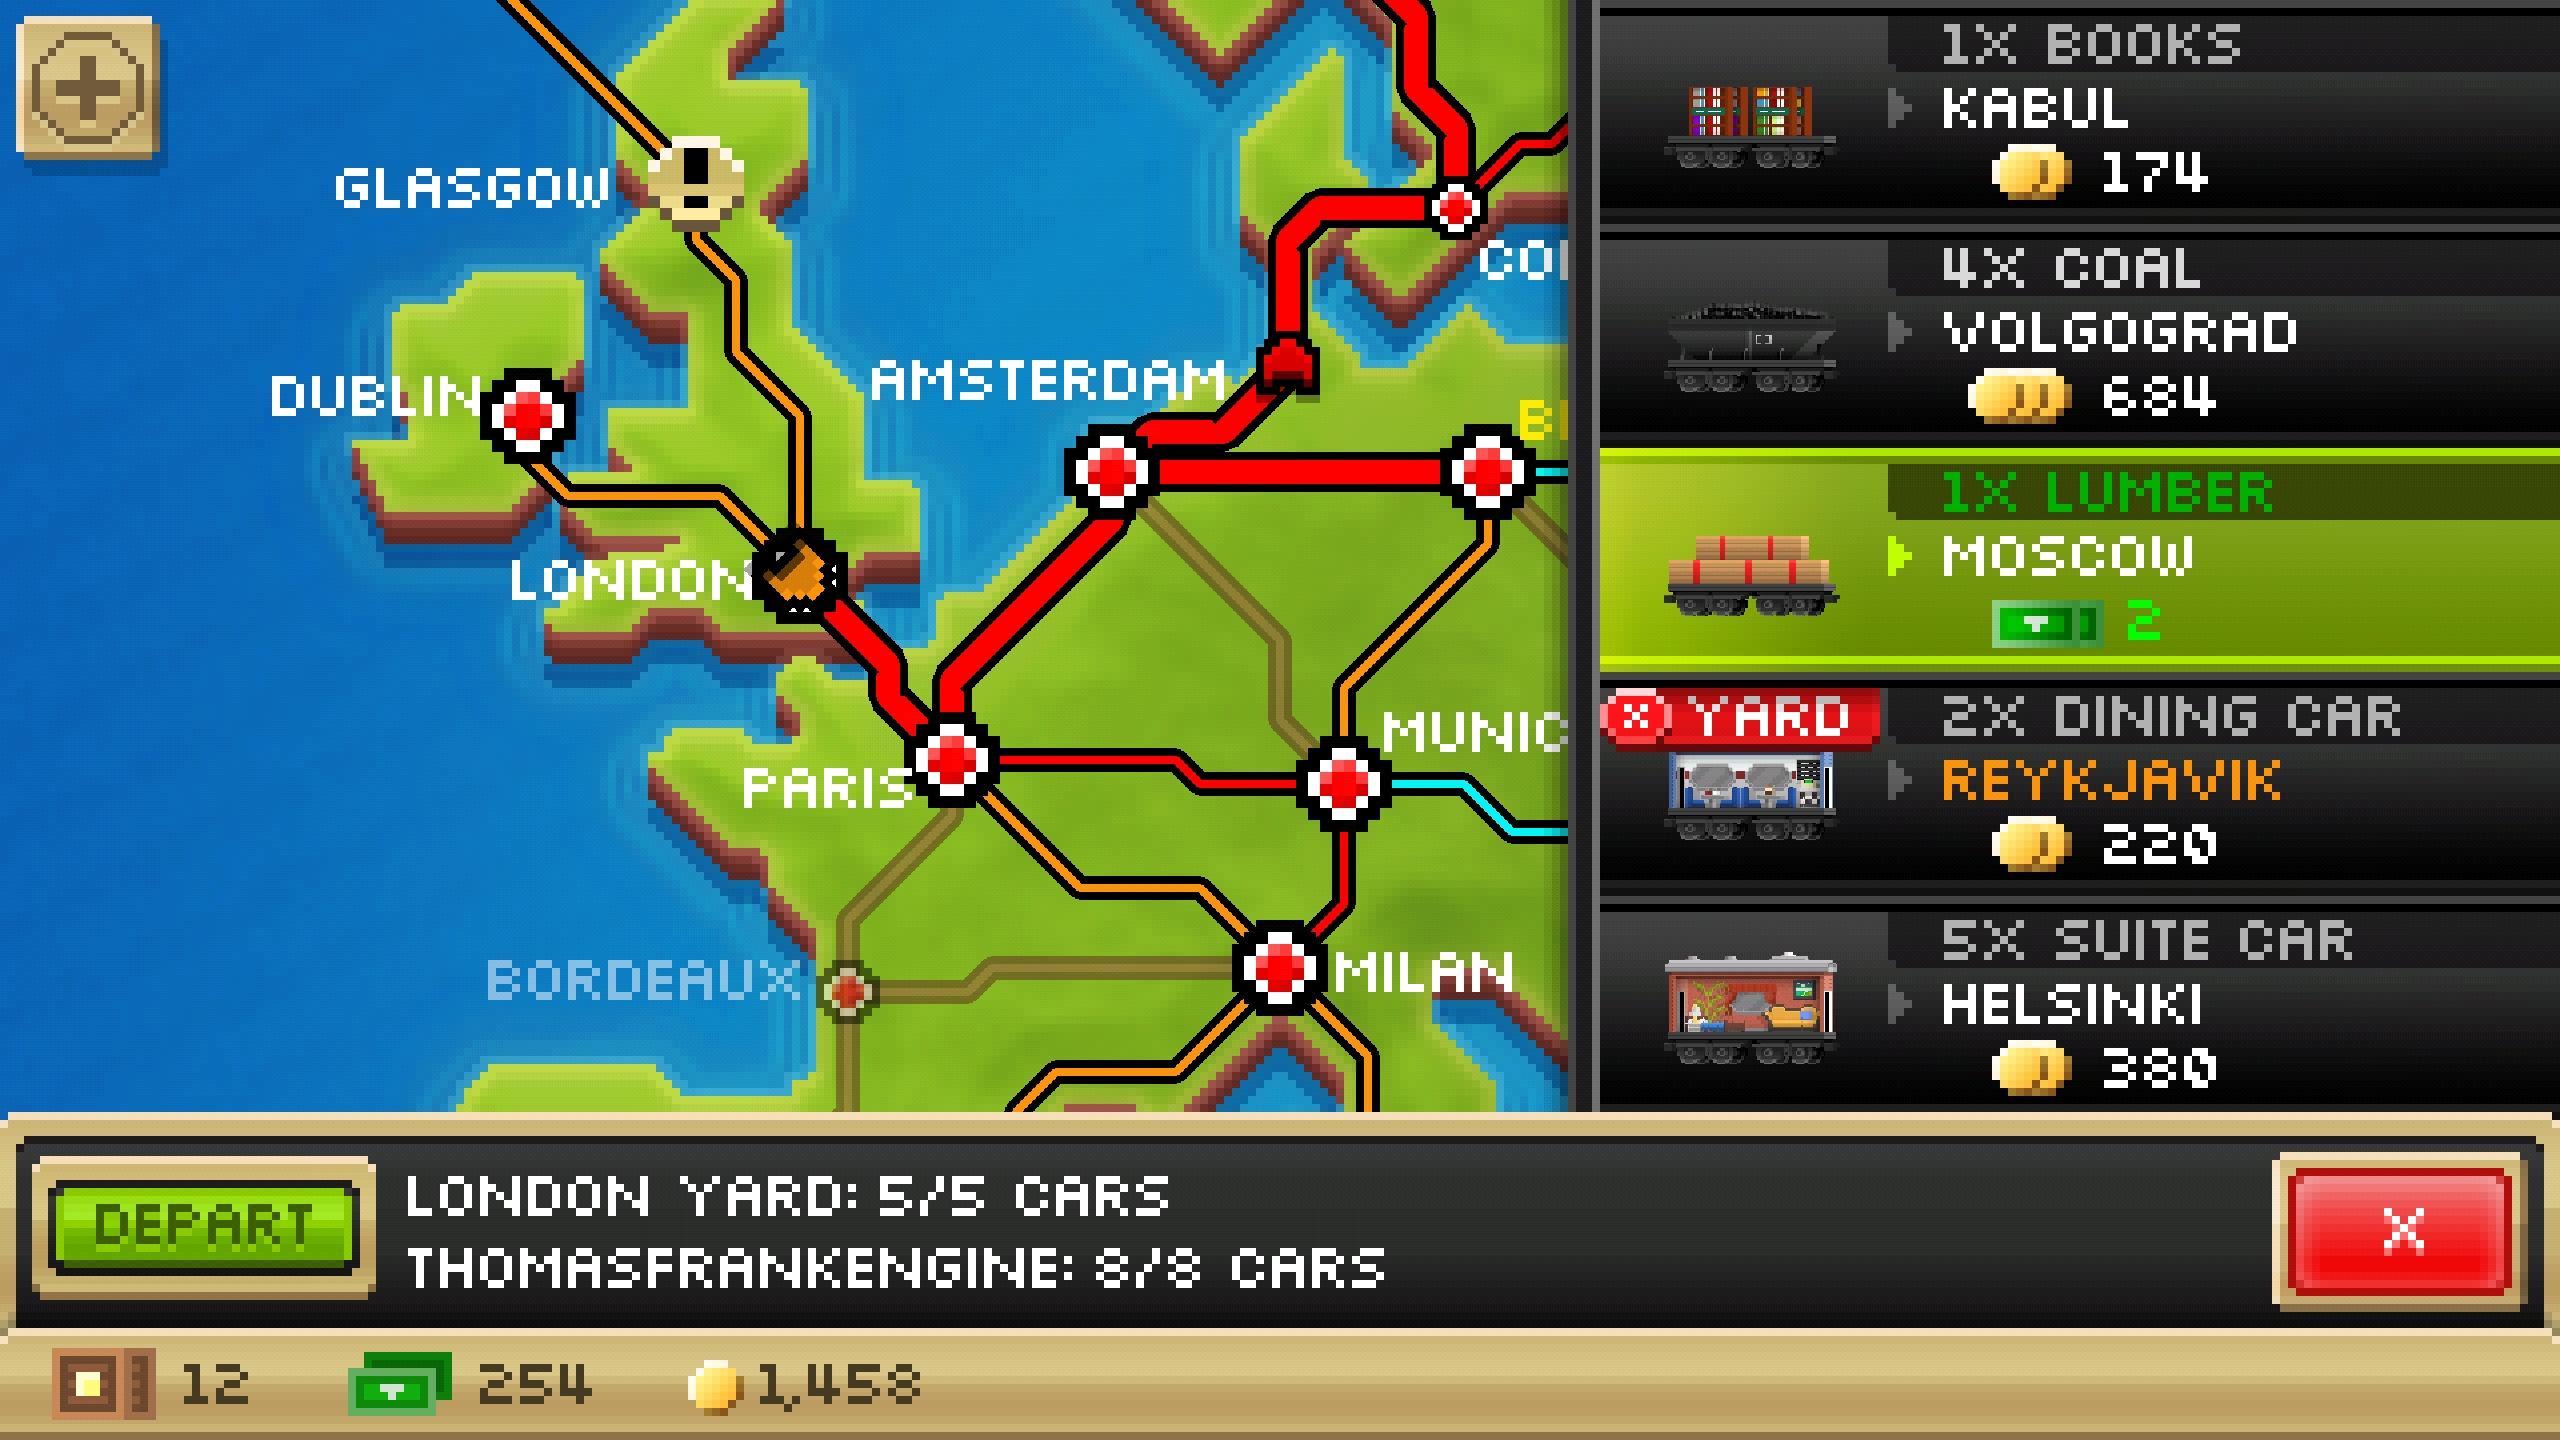 GLASGOW
DUBLIN
AMSTERDAM
LONDON
PARIS
MUNIC
BORDEAUX
MILAN
1X BOOKS
KABUL
174
4X COAL
VOLGOGRAD
684
1X LUMBER
MOSCOW
2
YARD
2X DINING CAR
REYKJAVIK
220
5X SUITE CAR
HELSINKI
380
DEPART
LONDON YARD: 5/5 CARS
THOMASFRANKENGINE: 8/8 CARS
X
12
254
1,458